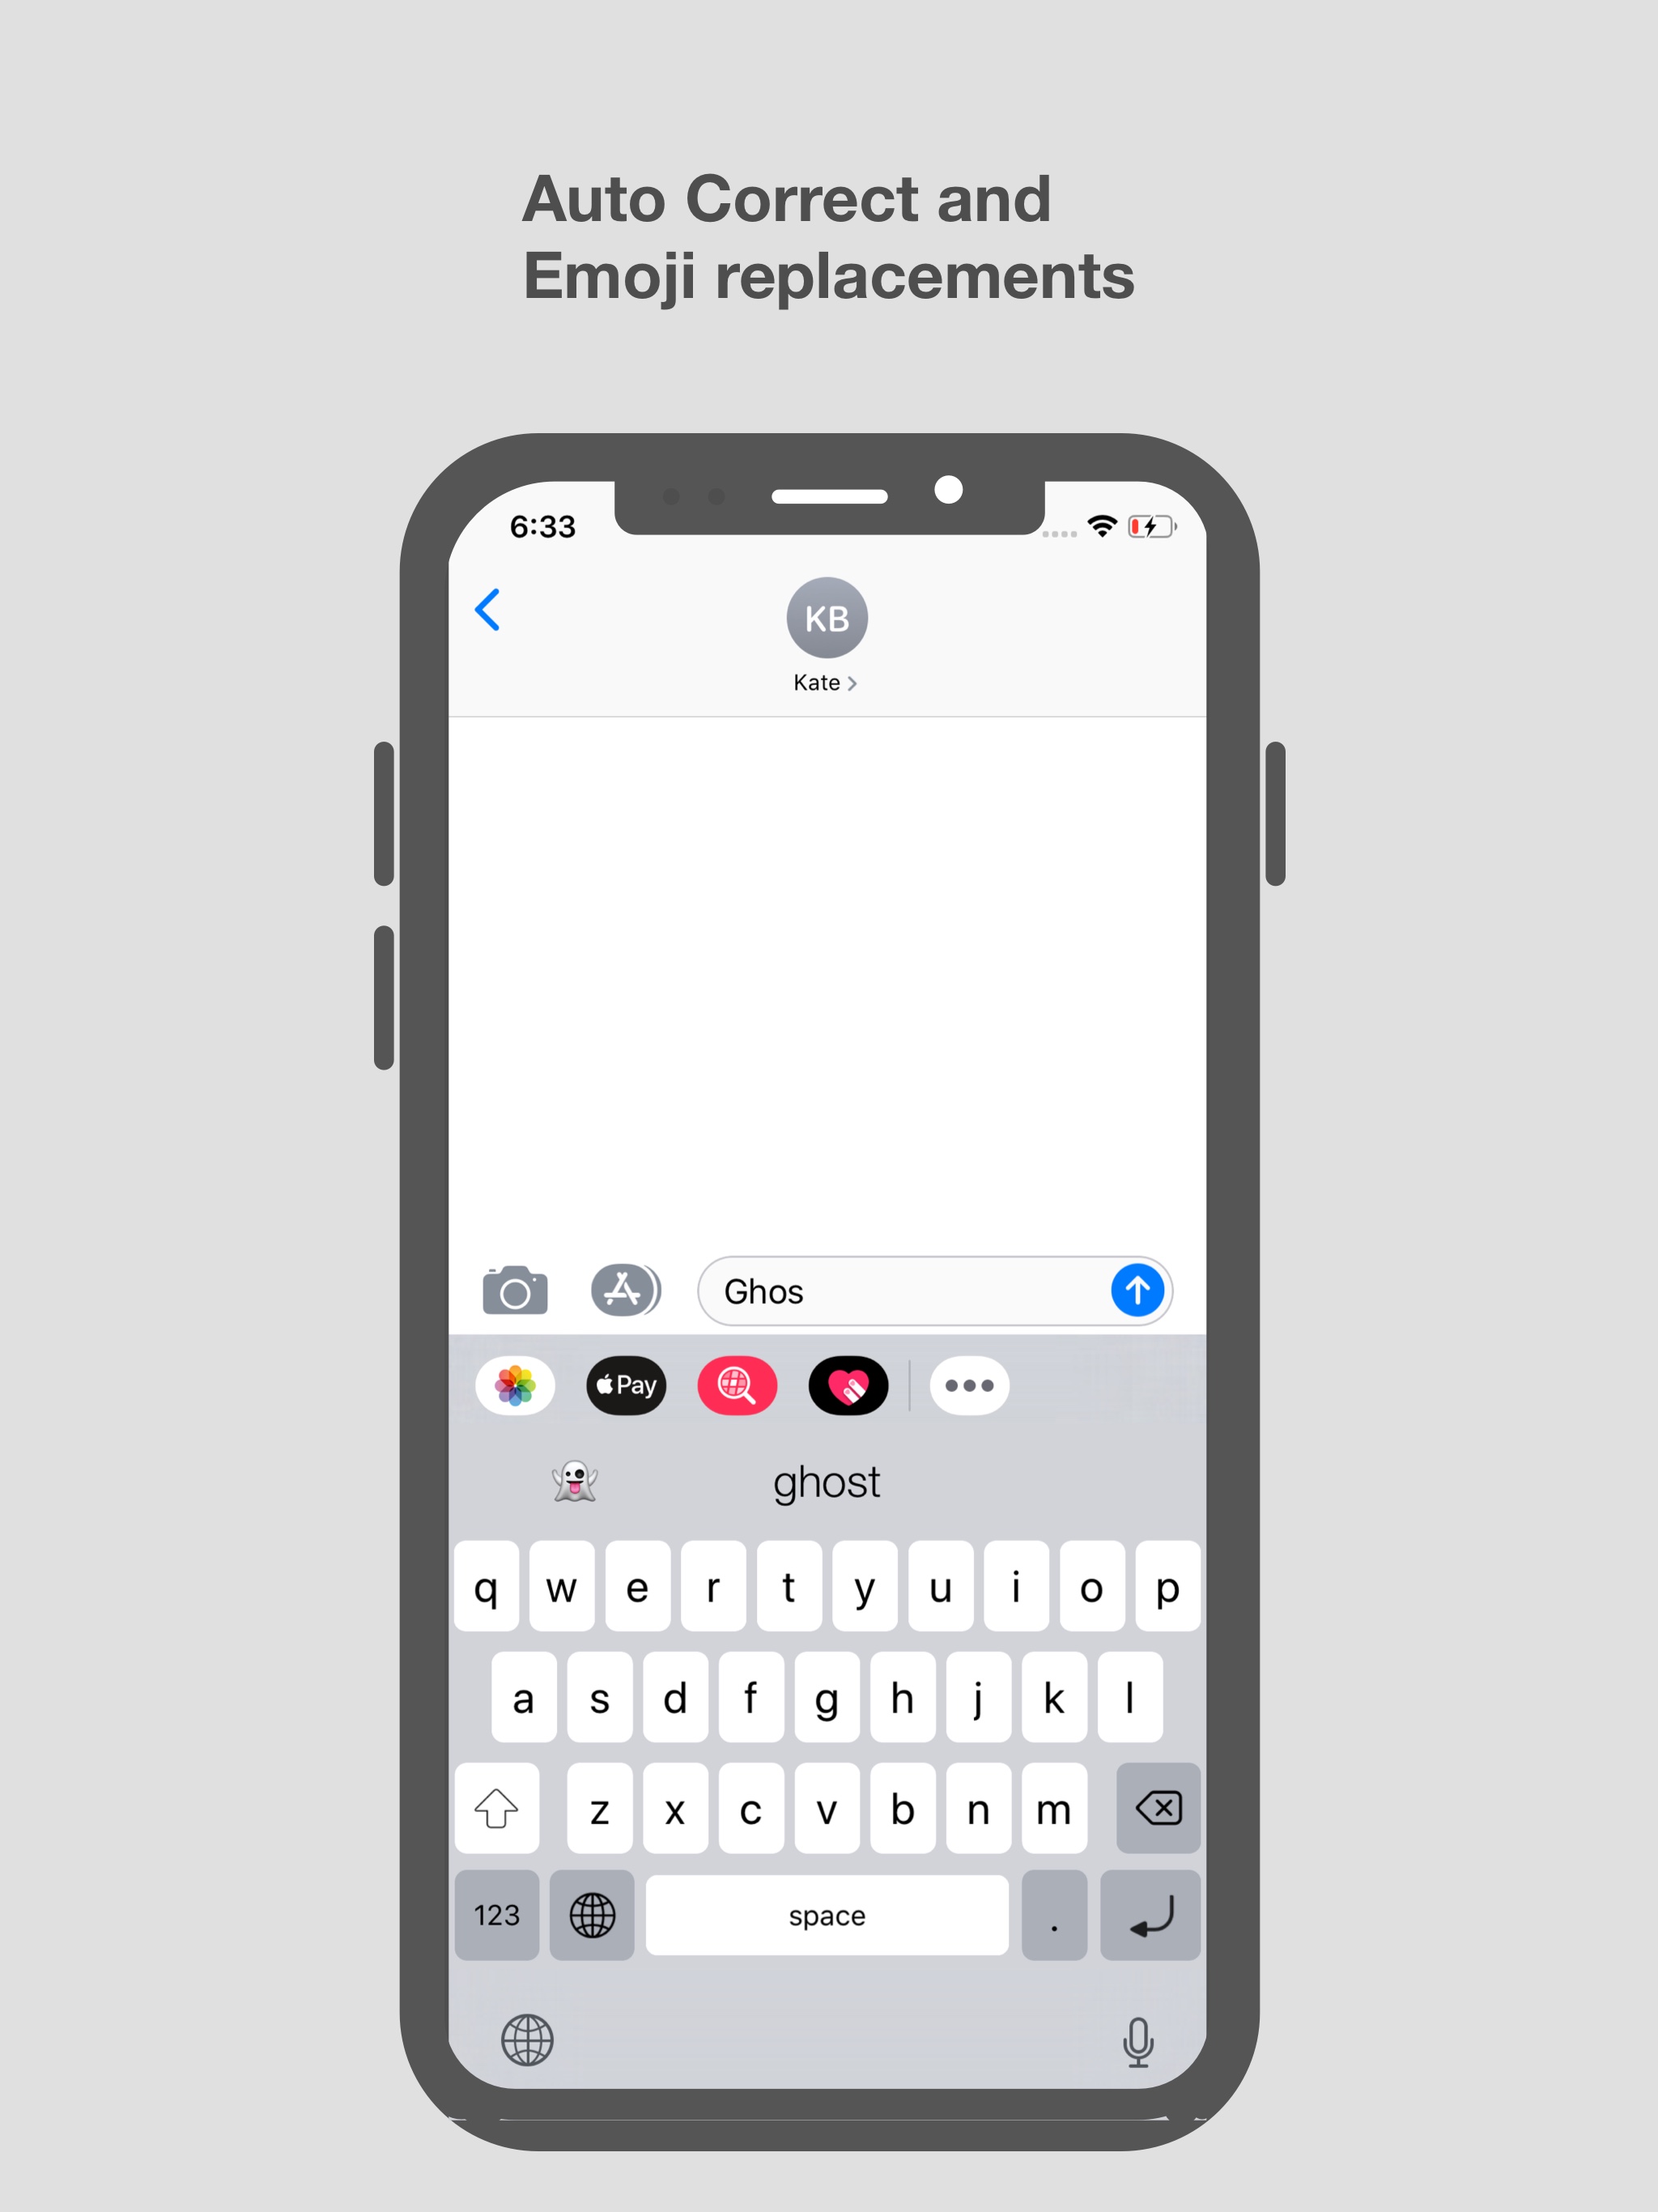 Auto Correct and
Emoji replacements
6:33
KB
Kate
Ghos
Pay
ghost
q w e r t y u i o p
a s d f g h j k l
z x c v b n m
123 space .